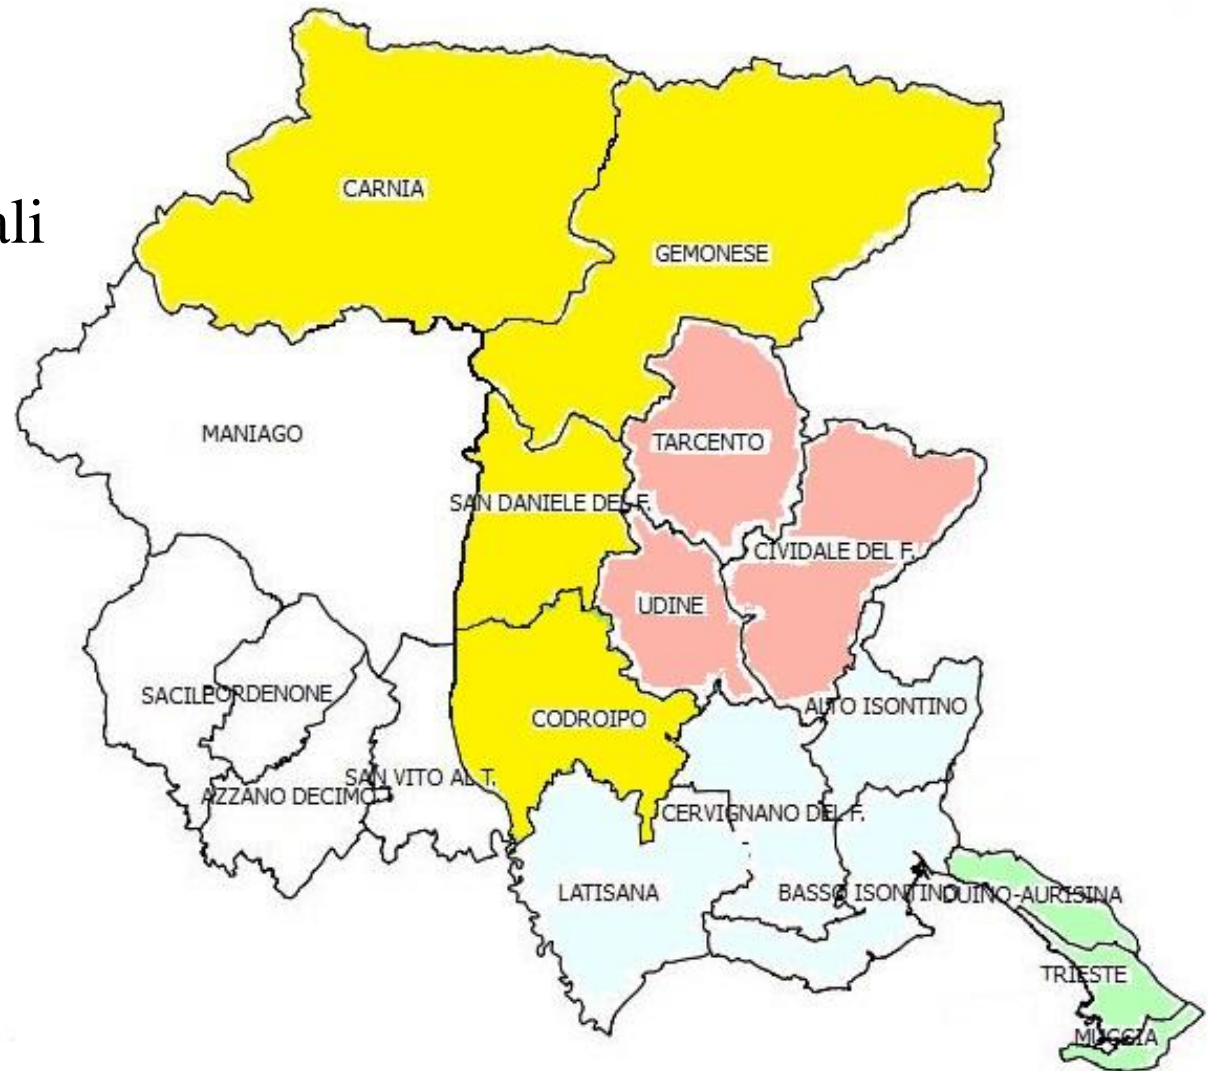 ali
CARNIA
GEMONESE
MANIAGO
TARCENTO
SAN DANIELE DEL F.
CIVIDALE DEL F.
UDINE
SACILE
PORDENONE
ALTO ISONTINO
CODROIPO
SAN VITO AL T.
AZZANO DECIMO
CERVIGNANO DEL F.
LATISANA
BASSO ISONTINO
DUINO-AURISINA
TRIESTE
MUGGIA